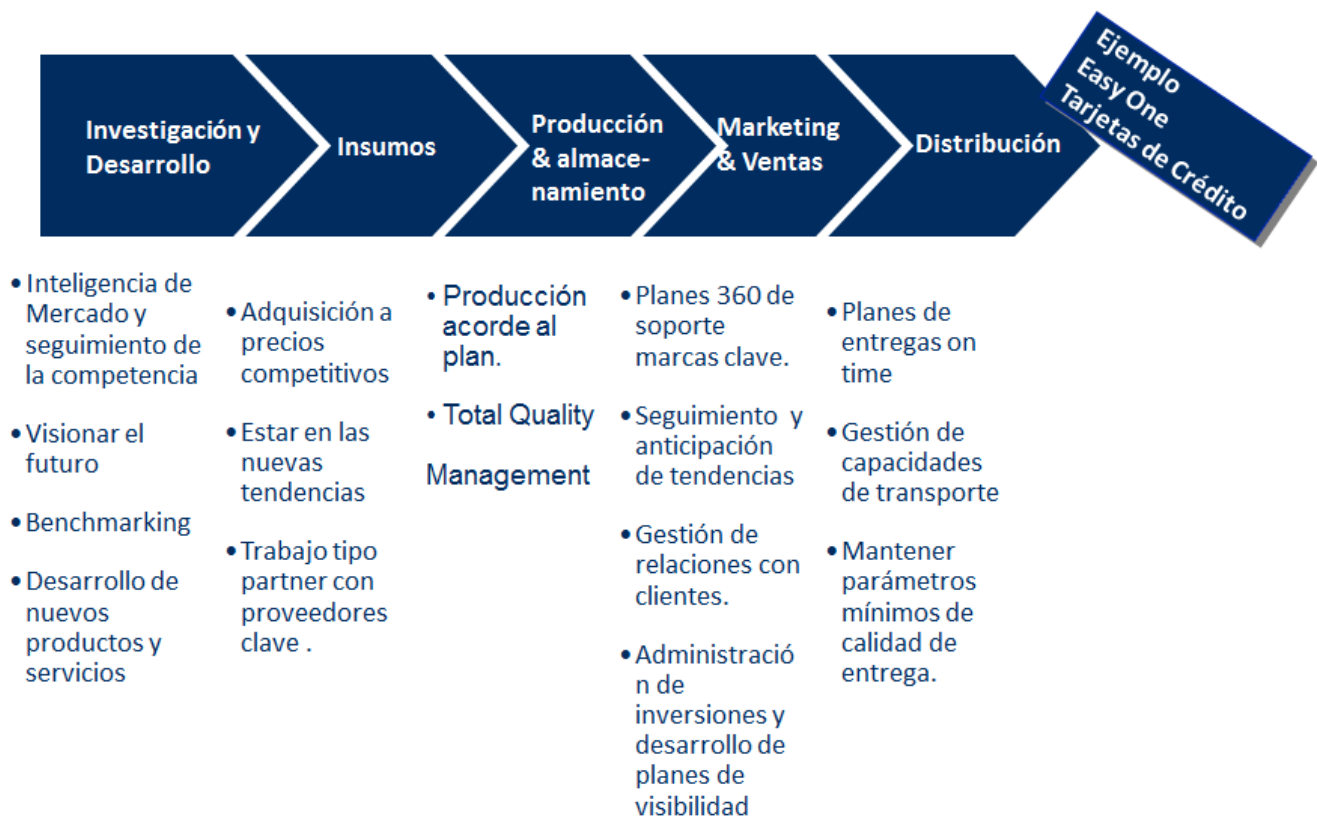 Investigación y
Desarrollo
Insumos
Producción
& almace-
namiento
Marketing
& Ventas
Distribución
Ejemplo
Easy One
Tarjetas de Crédito
•Inteligencia de
Mercado y
seguimiento de
la competencia
•Visionar el
futuro
•Benchmarking
•Desarrollo de
nuevos
productos y
servicios
•Adquisición a
precios
competitivos
•Estar en las
nuevas
tendencias
•Trabajo tipo
partner con
proveedores
clave .
• Producción
acorde al
plan.
• Total Quality
Management
•Planes 360 de
soporte
marcas clave.
•Seguimiento y
anticipación
de tendencias
•Gestión de
relaciones con
clientes.
•Administració
n de
inversiones y
desarrollo de
planes de
visibilidad
•Planes de
entregas on
time
•Gestión de
capacidades
de transporte
•Mantener
parámetros
mínimos de
calidad de
entrega.